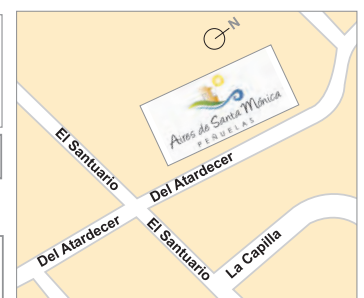 N
Aires de Santa Mónica
PEÑUELAS
El Santuario
Del Atardecer
Del Atardecer
El Santuario
La Capilla